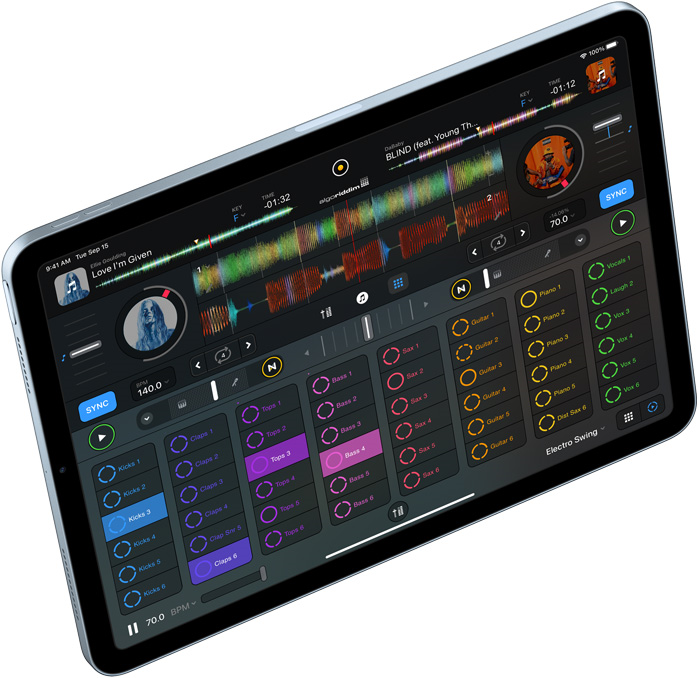 9:41 AM Tue Sep 15
100%
Ellie Goulding
Love I'm Given
KEY
F
TIME
-01:32
algoriddim
DaBaby
BLIND (feat. Young Th...
KEY
F
TIME
-01:12
1
2
SYNC
BPM
140.0
4
4
-14.08%
70.0
SYNC
N
N
Kicks 1
Kicks 2
Kicks 3
Kicks 4
Kicks 5
Kicks 6
Claps 1
Claps 2
Claps 3
Claps 4
Clap Sne 5
Claps 6
Tops 1
Tops 2
Tops 3
Tops 4
Tops 5
Tops 6
Bass 1
Bass 2
Bass 3
Bass 4
Bass 5
Bass 6
Sax 1
Sax 2
Sax 3
Sax 4
Sax 5
Sax 6
Guitar 1
Guitar 2
Guitar 3
Guitar 4
Guitar 5
Guitar 6
Piano 1
Piano 2
Piano 3
Piano 4
Piano 5
Dist Sax 6
Vocals 1
Laugh 2
Vox 3
Vox 4
Vox 5
Vox 6
70.0 BPM
Electro Swing